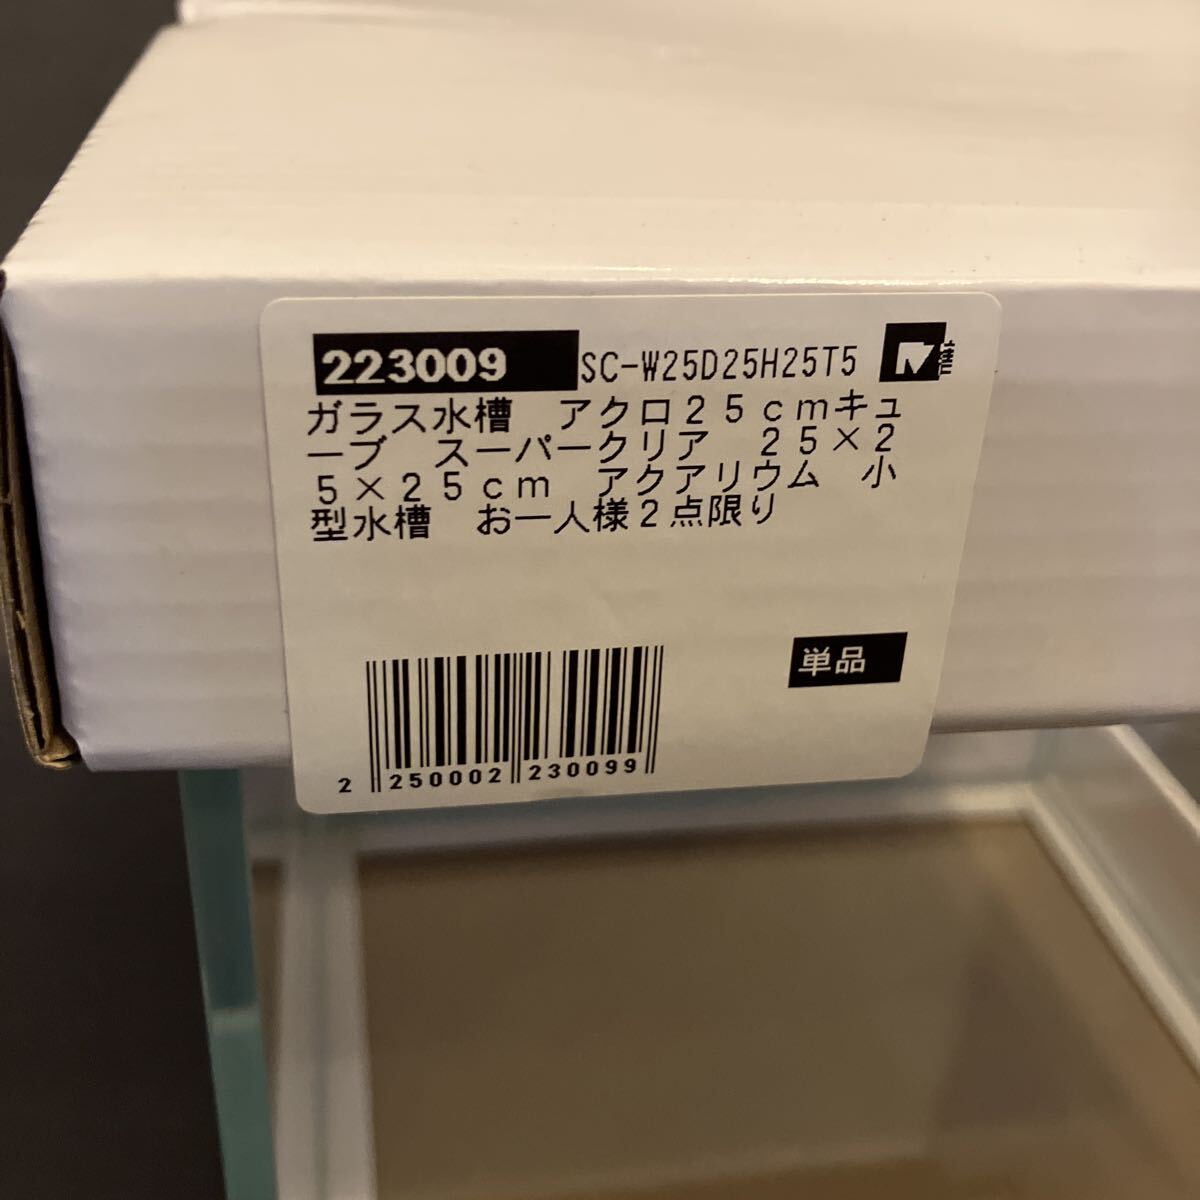 223009 SC-W25D25H25T5
ガラス水槽　アクロ２５ｃｍキュ
ーブ　スーパークリア　２５×２
５×２５ｃｍ　アクアリウム　小
型水槽　お一人様２点限り
単品
2 250002 230099